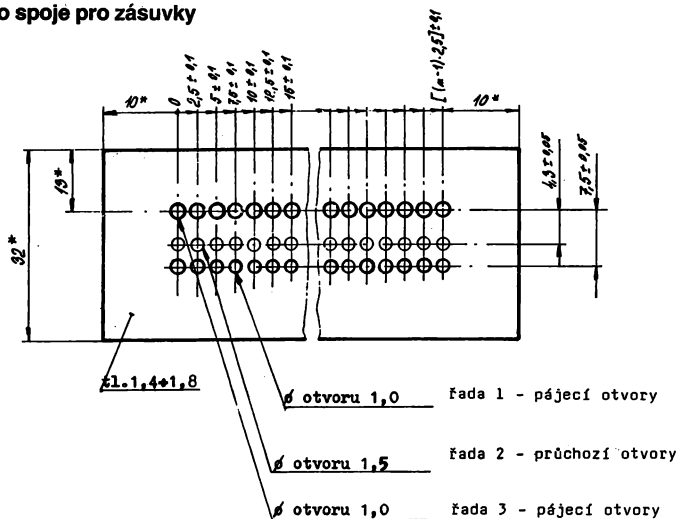 o spoje pro zásuvky
10*
0
2,5±0,1
5±0,1
7,5±0,1
10±0,1
12,5±0,1
15±0,1
[(n-1)·2,5]±0,1
10*
13*
32*
4,3±0,05
7,5±0,05
tl.1,4÷1,8
ø otvoru 1,0 řada 1 - pájecí otvory
ø otvoru 1,5 řada 2 - průchozí otvory
ø otvoru 1,0 řada 3 - pájecí otvory